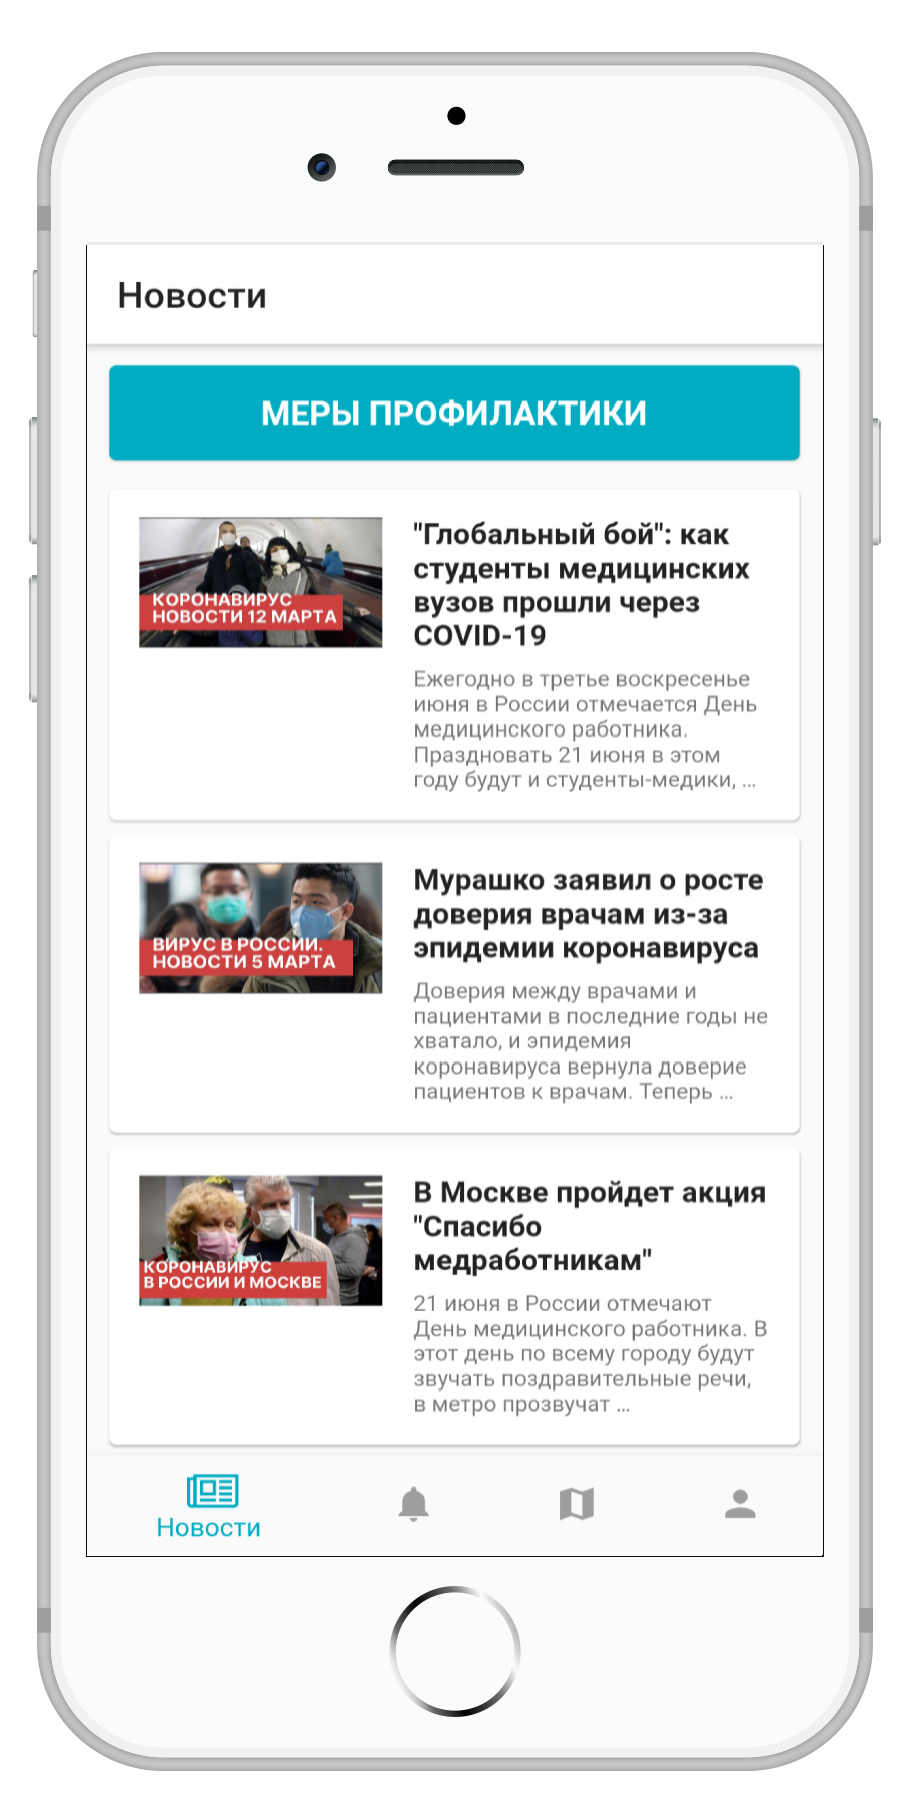 Новости
МЕРЫ ПРОФИЛАКТИКИ
КОРОНАВИРУС
НОВОСТИ 12 МАРТА
"Глобальный бой": как
студенты медицинских
вузов прошли через
COVID-19
Ежегодно в третье воскресенье
июня в России отмечается День
медицинского работника.
Праздновать 21 июня в этом
году будут и студенты-медики, ...
ВИРУС В РОССИИ.
НОВОСТИ 5 МАРТА
Мурашко заявил о росте
доверия врачам из-за
эпидемии коронавируса
Доверия между врачами и
пациентами в последние годы не
хватало, и эпидемия
коронавируса вернула доверие
пациентов к врачам. Теперь ...
КОРОНАВИРУС
В РОССИИ И МОСКВЕ
В Москве пройдет акция
"Спасибо
медработникам"
21 июня в России отмечают
День медицинского работника. В
этот день по всему городу будут
звучать поздравительные речи,
в метро прозвучат ...
Новости